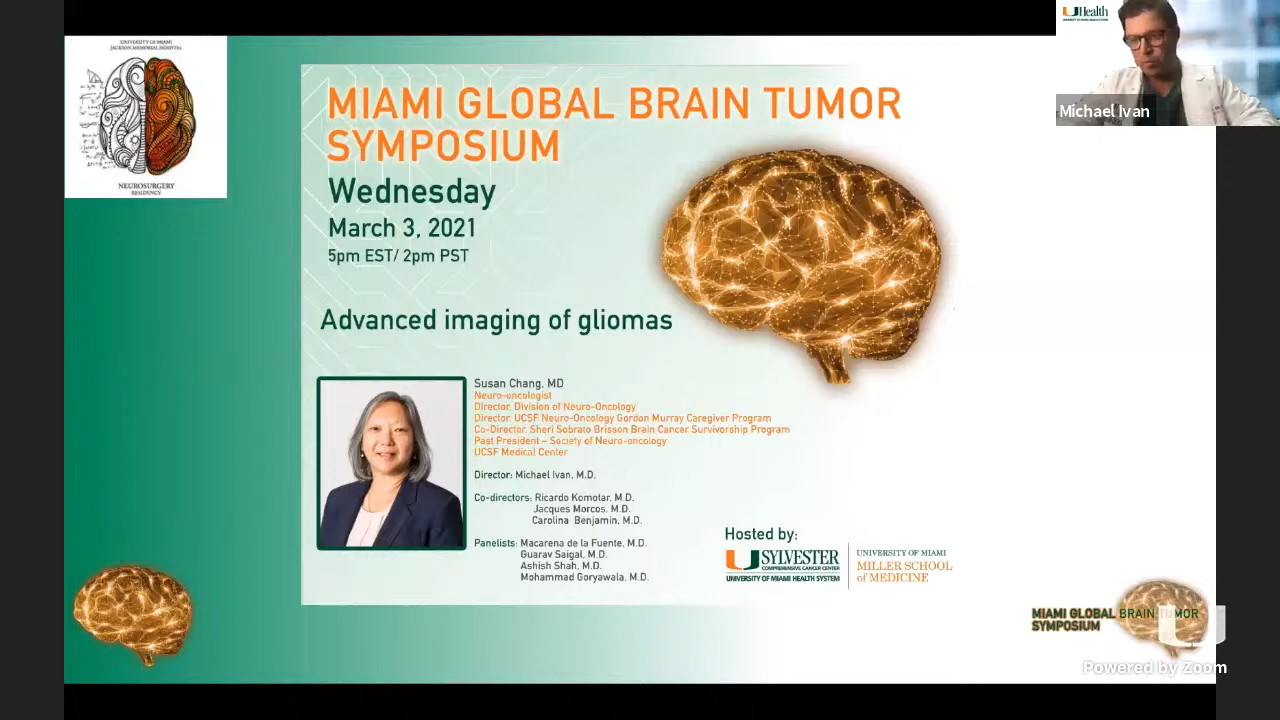 UNIVERSITY OF MIAMI
JACKSON MEMORIAL HOSPITAL
NEUROSURGERY
RESIDENCY
MIAMI GLOBAL BRAIN TUMOR
SYMPOSIUM
Wednesday
March 3, 2021
5pm EST/ 2pm PST
Advanced imaging of gliomas
Susan Chang, MD
Neuro-oncologist
Director, Division of Neuro-Oncology
Director: UCSF Neuro-Oncology Gordon Murray Caregiver Program
Co-Director: Sheri Sobrato Brisson Brain Cancer Survivorship Program
Past President – Society of Neuro-oncology
UCSF Medical Center
Director: Michael Ivan, M.D.
Co-directors: Ricardo Komotar, M.D.
Jacques Morcos, M.D.
Carolina Benjamin, M.D.
Panelists: Macarena de la Fuente, M.D.
Guarav Saigal, M.D.
Ashish Shah, M.D.
Mohammad Goryawala, M.D.
Hosted by:
SYLVESTER
COMPREHENSIVE CANCER CENTER
UNIVERSITY OF MIAMI HEALTH SYSTEM
UNIVERSITY OF MIAMI
MILLER SCHOOL
of MEDICINE
UHealth
UNIVERSITY OF MIAMI HEALTH SYSTEM
Michael Ivan
MIAMI GLOBAL BRAIN TUMOR
SYMPOSIUM
Powered by Zoom